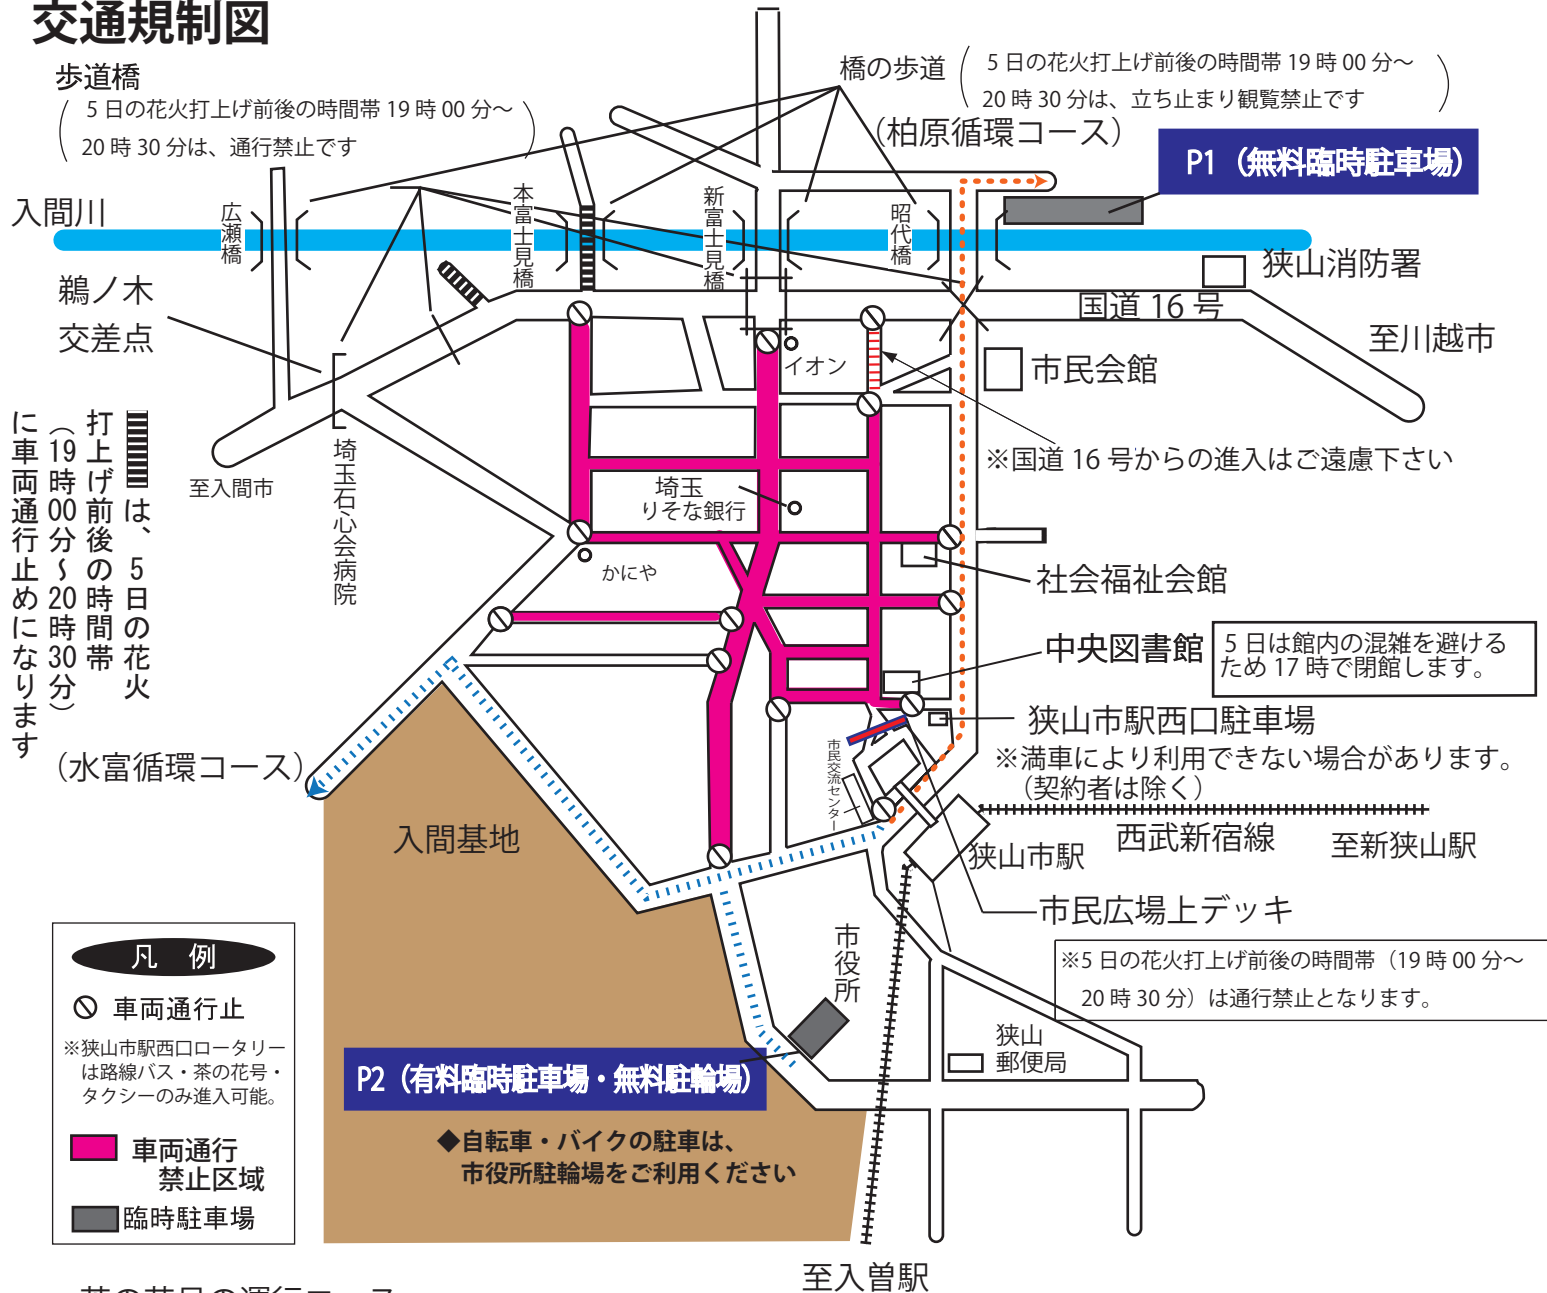 交通規制図
歩道橋
(5日の花火打上げ前後の時間帯 19 時 00 分～
20 時 30 分は、通行禁止です)
橋の歩道
(5日の花火打上げ前後の時間帯 19 時 00 分～
20 時 30 分は、立ち止まり観覧禁止です)
(柏原循環コース)
P1（無料臨時駐車場）
入間川
広瀬橋
本富士見橋
新富士見橋
昭代橋
狭山消防署
鵜ノ木
交差点
国道 16 号
至川越市
イオン
市民会館
※国道 16 号からの進入はご遠慮下さい
至入間市
埼玉石心会病院
は、5日の花火
打上げ前後の時間帯
（19時00分～20時30分）
に車両通行止めになります
埼玉
りそな銀行
かにや
社会福祉会館
中央図書館
5 日は館内の混雑を避ける
ため 17 時で閉館します。
狭山市駅西口駐車場
※満車により利用できない場合があります。
（契約者は除く）
市民交流センター
(水富循環コース)
入間基地
西武新宿線
至新狭山駅
狭山市駅
市民広場上デッキ
※5 日の花火打上げ前後の時間帯（19 時 00 分～
20 時 30 分）は通行禁止となります。
市役所
狭山
郵便局
凡 例
車両通行止
※狭山市駅西口ロータリー
は路線バス・茶の花号・
タクシーのみ進入可能。
車両通行
禁止区域
臨時駐車場
P2（有料臨時駐車場・無料駐輪場）
◆自転車・バイクの駐車は、
市役所駐輪場をご利用ください
至入曽駅
茶の花号の運行コース